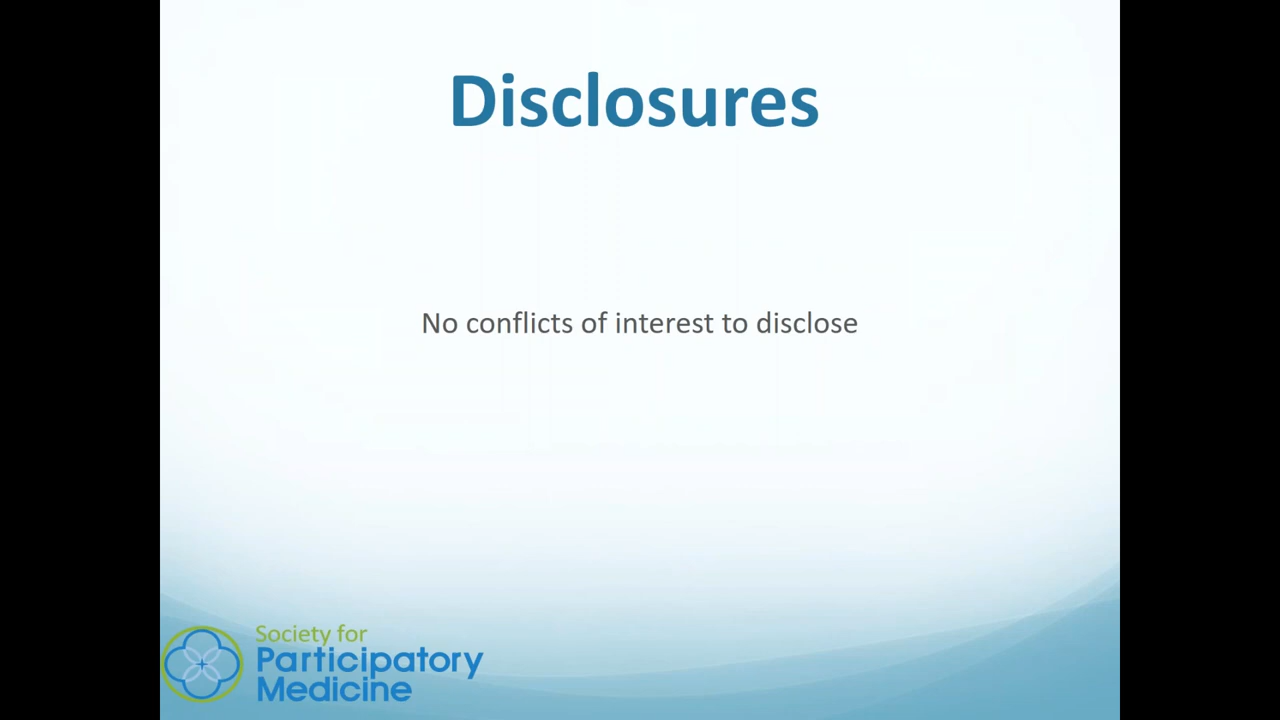 Disclosures
No conflicts of interest to disclose
Society for
Participatory
Medicine